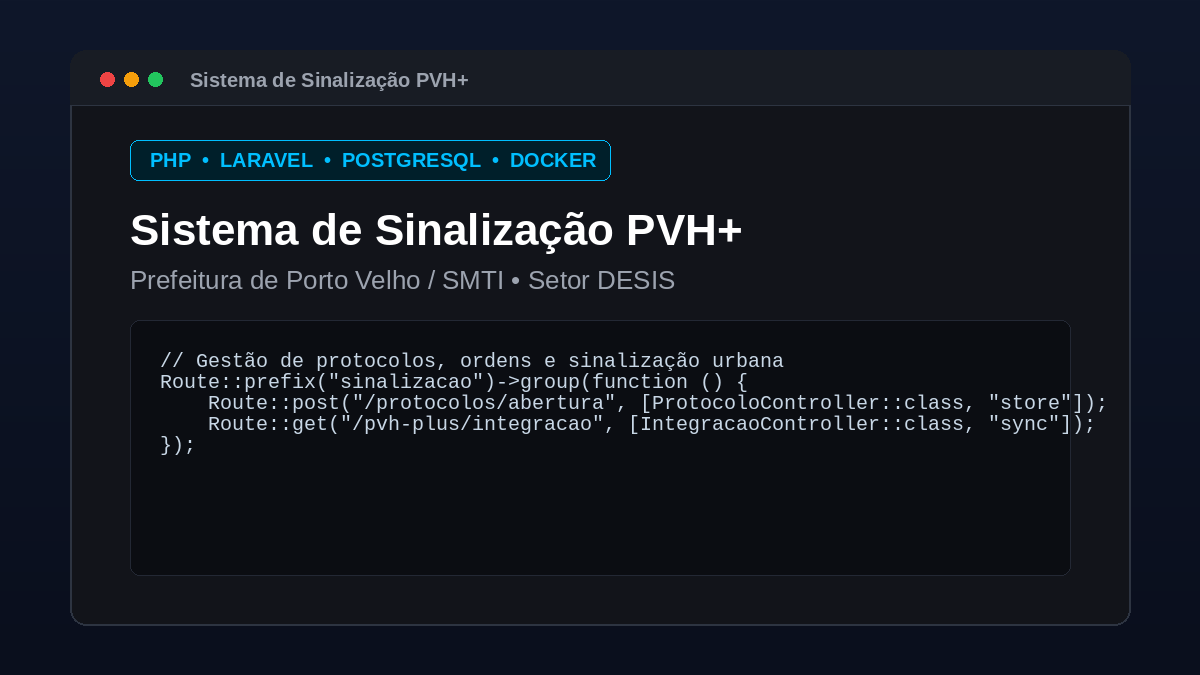 Sistema de Sinalização PVH+
PHP • LARAVEL • POSTGRESQL • DOCKER
Sistema de Sinalização PVH+
Prefeitura de Porto Velho / SMTI • Setor DESIS
// Gestão de protocolos, ordens e sinalização urbana
Route::prefix("sinalizacao")->group(function () {
    Route::post("/protocolos/abertura", [ProtocoloController::class, "store"]);
    Route::get("/pvh-plus/integracao", [IntegracaoController::class, "sync"]);
});